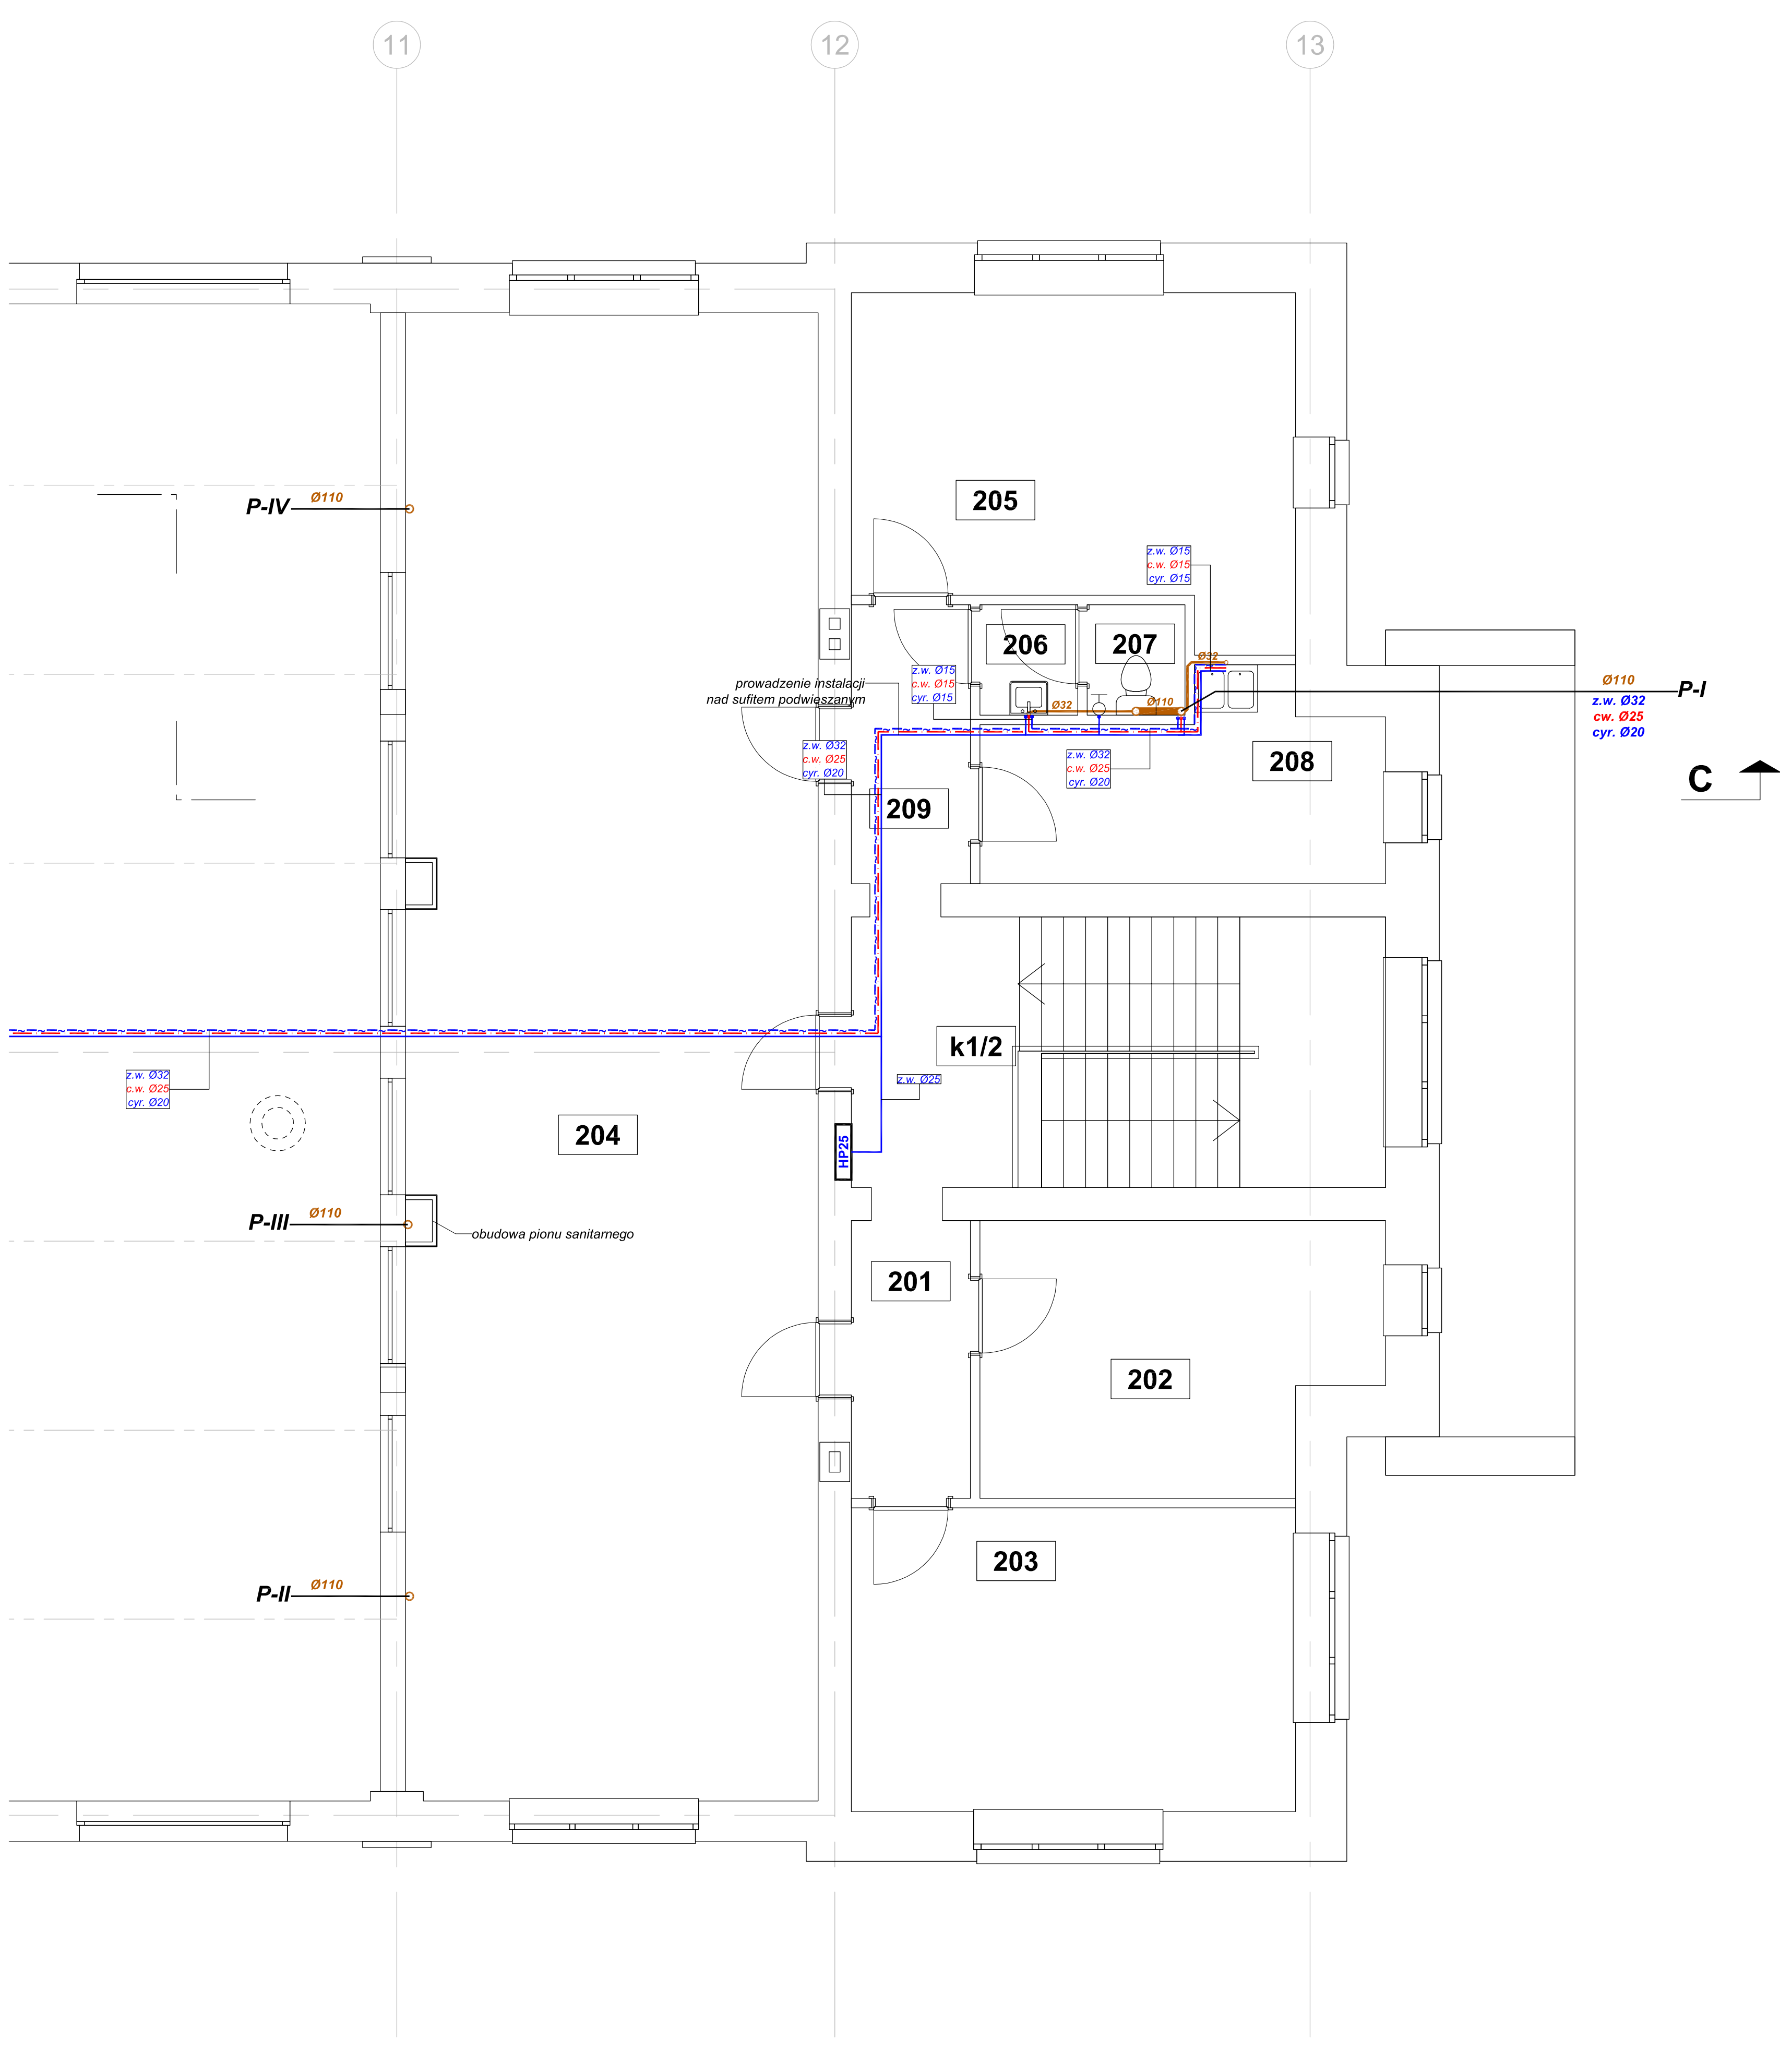 11
12
13
P-IV
Ø110
205
z.w. Ø15
c.w. Ø15
cyr. Ø15
206
207
Ø32
prowadzenie instalacji
nad sufitem podwieszanym
z.w. Ø15
c.w. Ø15
cyr. Ø15
Ø32
Ø110
Ø110
P-I
z.w. Ø32
cw. Ø25
cyr. Ø20
z.w. Ø32
c.w. Ø25
cyr. Ø20
z.w. Ø32
c.w. Ø25
cyr. Ø20
208
C
209
k1/2
z.w. Ø32
c.w. Ø25
cyr. Ø20
z.w. Ø25
204
HP25
P-III
Ø110
obudowa pionu sanitarnego
201
202
203
P-II
Ø110